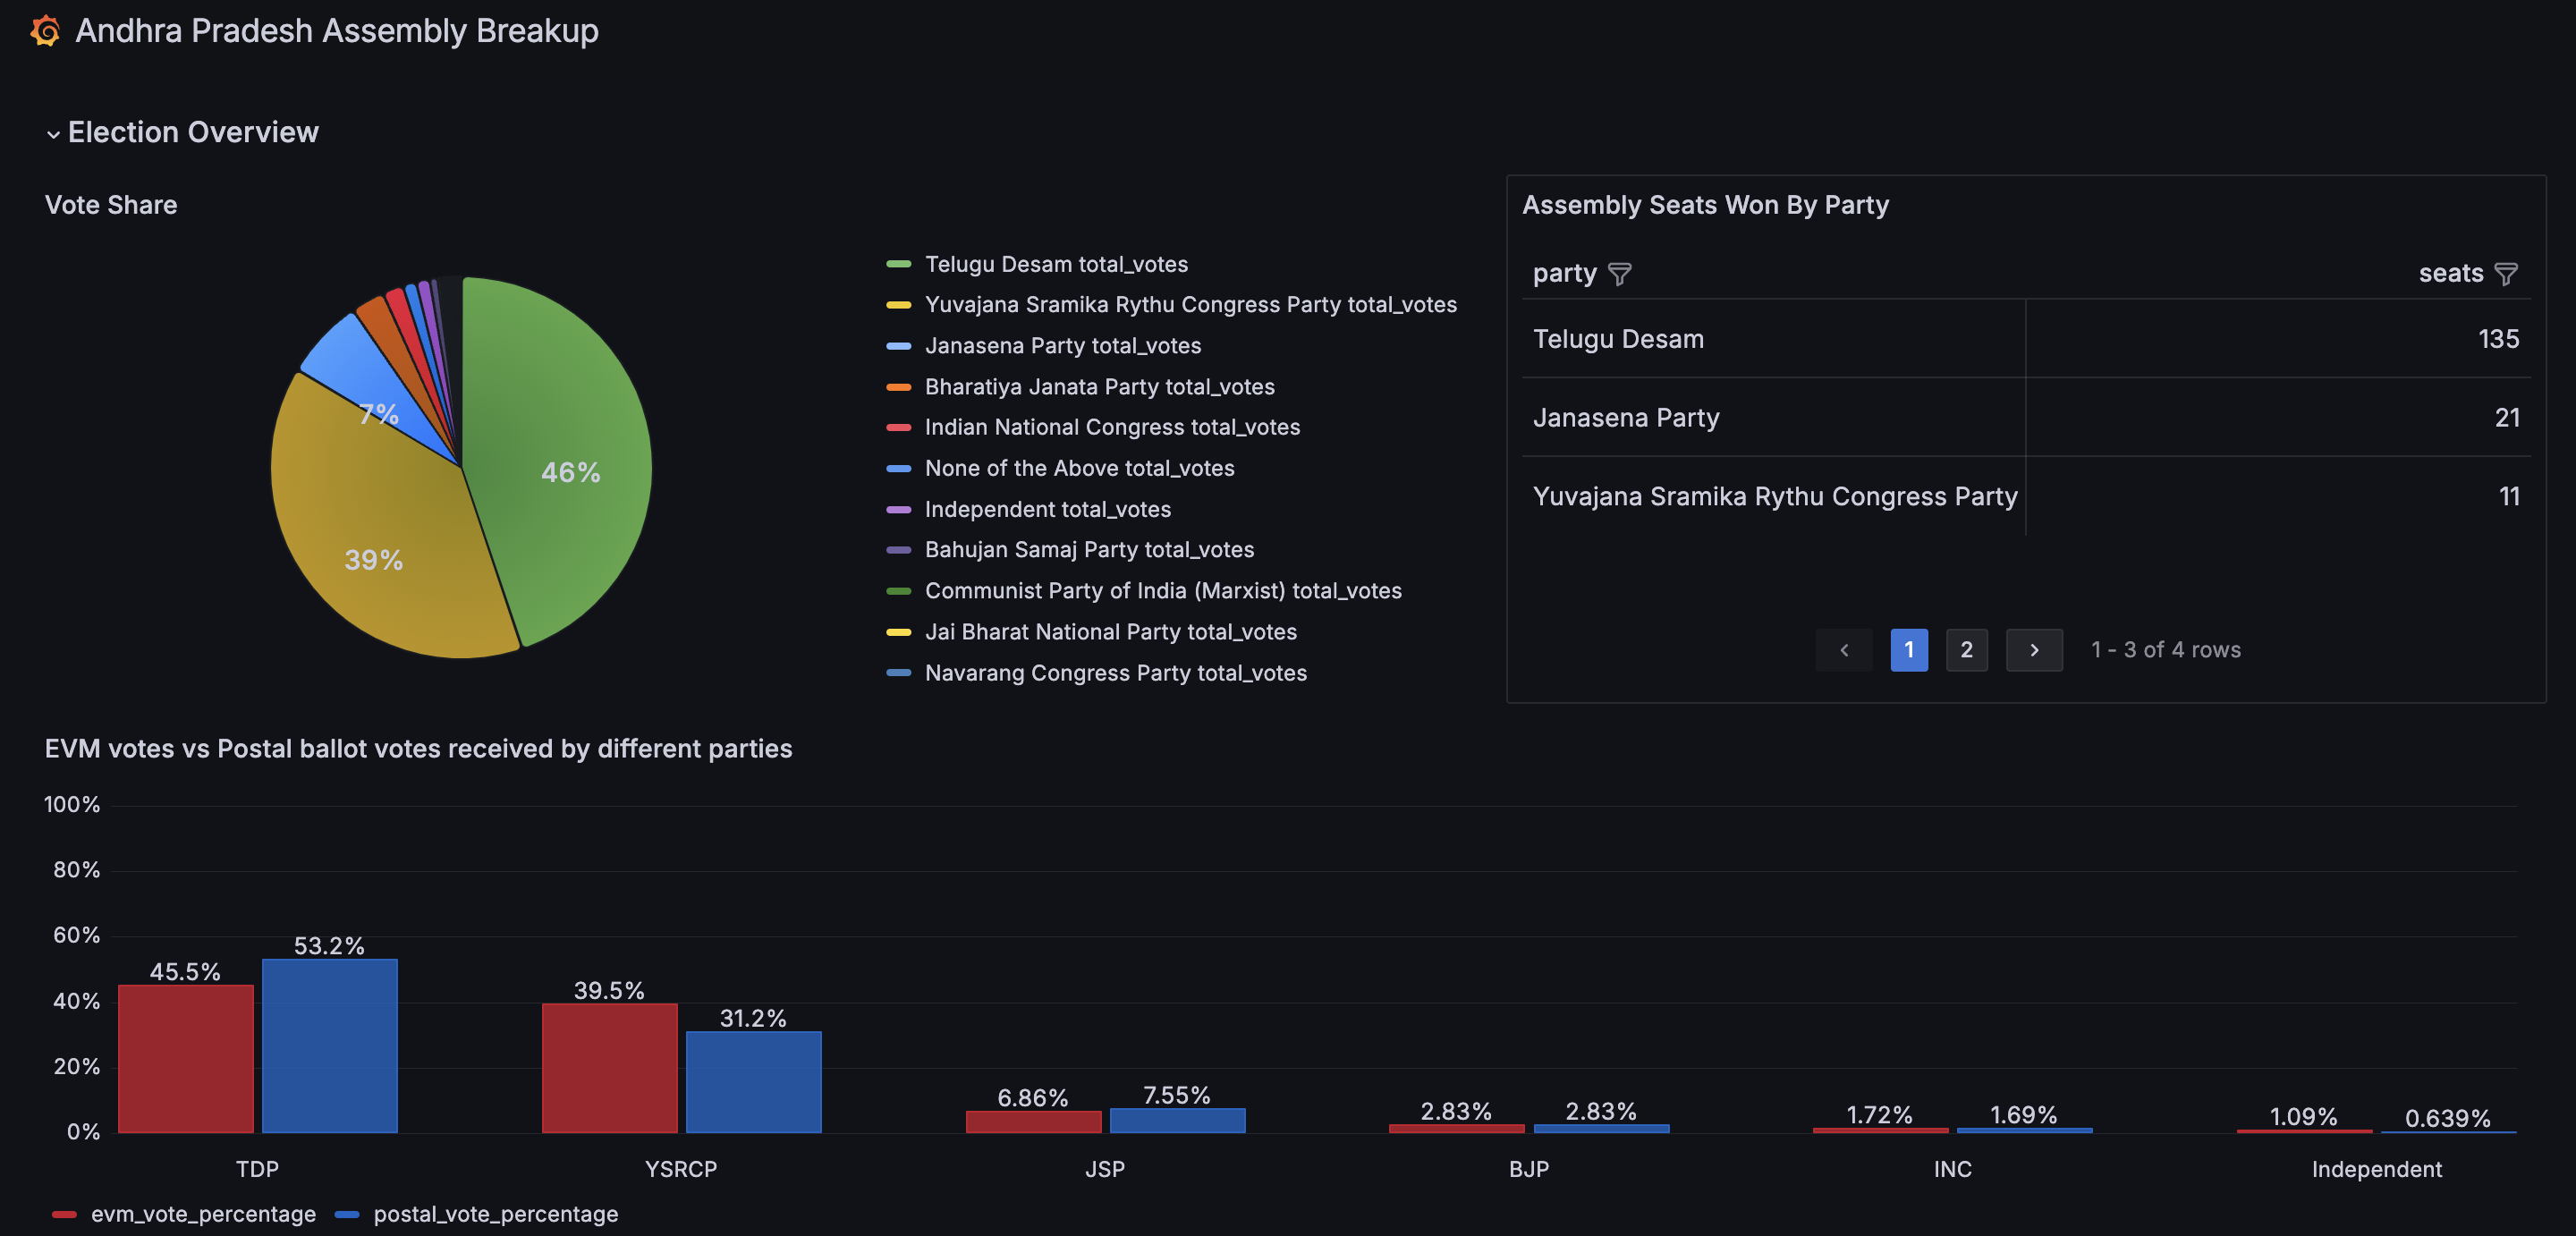 Andhra Pradesh Assembly Breakup
Election Overview
Vote Share
46%
39%
7%
Telugu Desam total_votes
Yuvajana Sramika Rythu Congress Party total_votes
Janasena Party total_votes
Bharatiya Janata Party total_votes
Indian National Congress total_votes
None of the Above total_votes
Independent total_votes
Bahujan Samaj Party total_votes
Communist Party of India (Marxist) total_votes
Jai Bharat National Party total_votes
Navarang Congress Party total_votes
Assembly Seats Won By Party
party seats
Telugu Desam 135
Janasena Party 21
Yuvajana Sramika Rythu Congress Party 11
1 2 1 - 3 of 4 rows
EVM votes vs Postal ballot votes received by different parties
100%
80%
60%
40%
20%
0%
45.5% 53.2% 39.5% 31.2% 6.86% 7.55% 2.83% 2.83% 1.72% 1.69% 1.09% 0.639%
TDP YSRCP JSP BJP INC Independent
evm_vote_percentage postal_vote_percentage